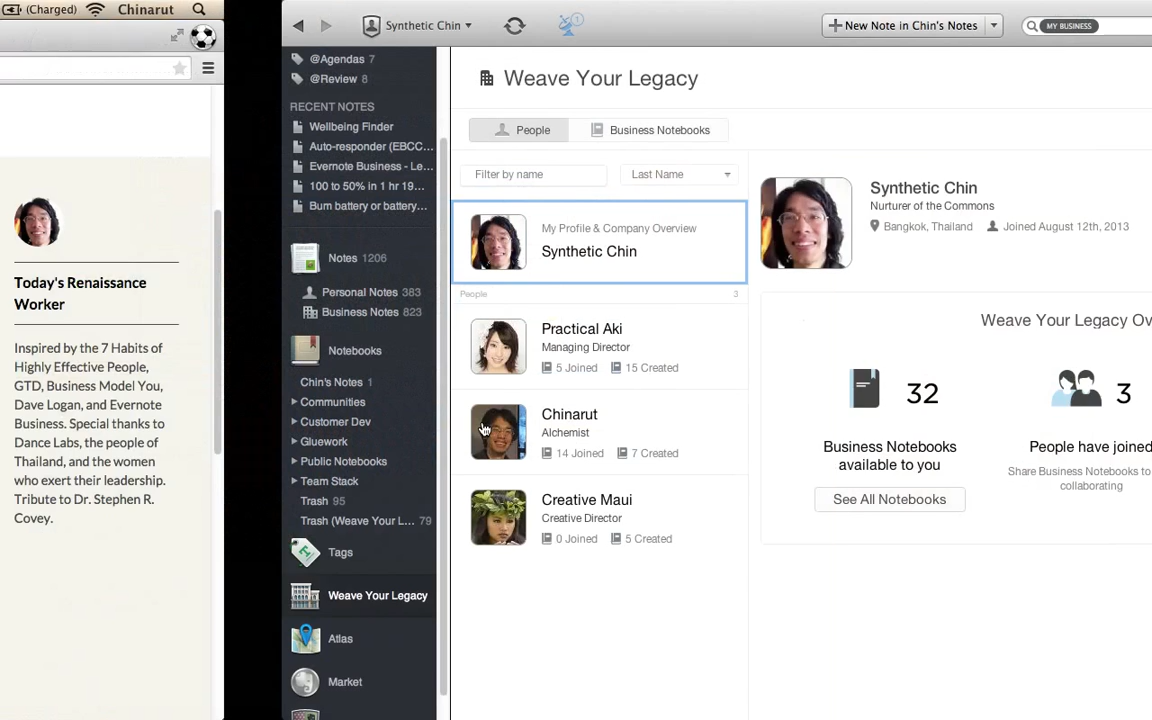 (Charged) Chinarut
Today's Renaissance
Worker
Inspired by the 7 Habits of
Highly Effective People,
GTD, Business Model You,
Dave Logan, and Evernote
Business. Special thanks to
Dance Labs, the people of
Thailand, and the women
who exert their leadership.
Tribute to Dr. Stephen R.
Covey.
Synthetic Chin
1
New Note in Chin's Notes
MY BUSINESS
@Agendas 7
@Review 8
RECENT NOTES
Wellbeing Finder
Auto-responder (EBCC...
Evernote Business - Le...
100 to 50% in 1 hr 19...
Bum battery or battery...
Notes 1206
Personal Notes 383
Business Notes 823
Notebooks
Chin's Notes 1
Communities
Customer Dev
Gluework
Public Notebooks
Team Stack
Trash 95
Trash (Weave Your L... 79
Tags
Weave Your Legacy
Atlas
Market
Weave Your Legacy
People
Business Notebooks
Filter by name
Last Name
My Profile & Company Overview
Synthetic Chin
People 3
Practical Aki
Managing Director
5 Joined 15 Created
Chinarut
Alchemist
14 Joined 7 Created
Creative Maui
Creative Director
0 Joined 5 Created
Synthetic Chin
Nurturer of the Commons
Bangkok, Thailand Joined August 12th, 2013
Weave Your Legacy Ov
32
Business Notebooks
available to you
See All Notebooks
3
People have joined
Share Business Notebooks to
collaborating